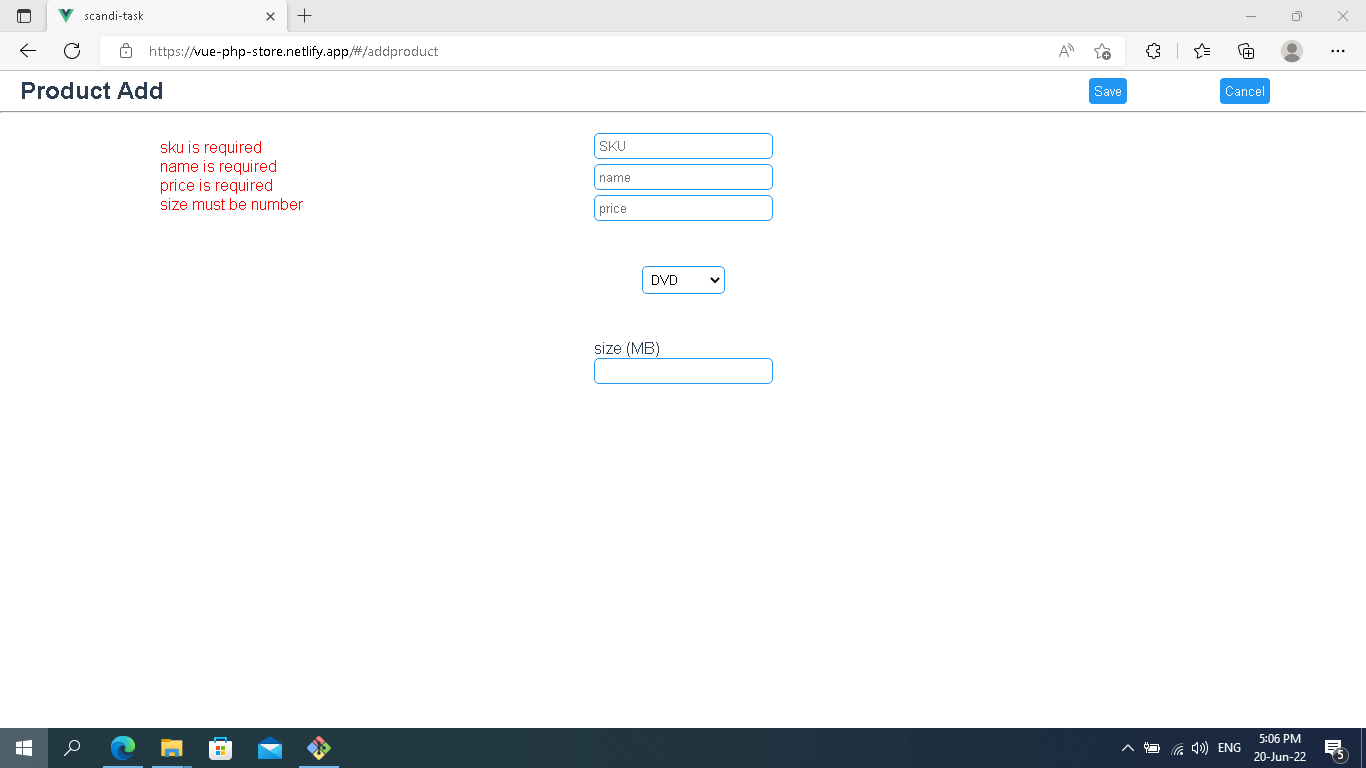 scandi-task
https://vue-php-store.netlify.app/#/addproduct
Product Add
Save
Cancel
sku is required
name is required
price is required
size must be number
SKU
name
price
DVD
size (MB)
ENG
5:06 PM
20-Jun-22
5